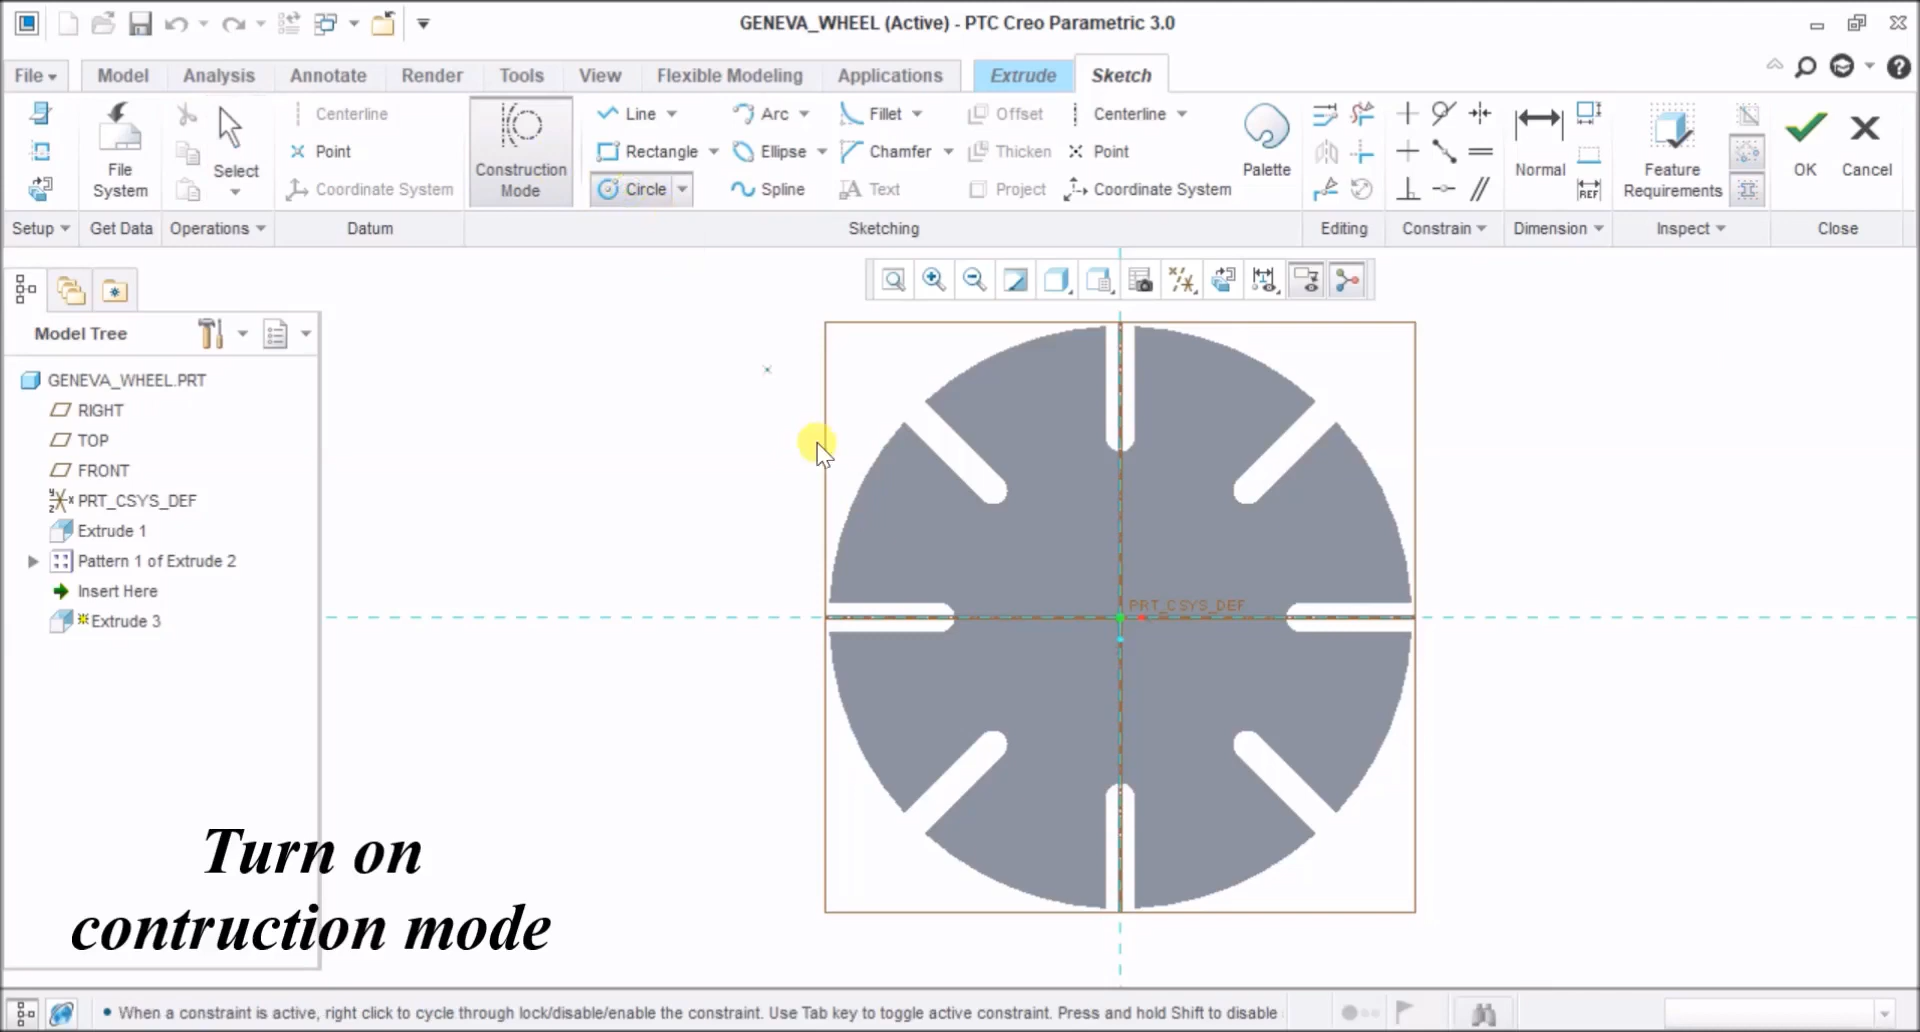 GENEVA_WHEEL (Active) - PTC Creo Parametric 3.0
File Model Analysis Annotate Render Tools View Flexible Modeling Applications Extrude Sketch
Centerline Line Arc Fillet Offset Centerline
Point Rectangle Ellipse Chamfer Thicken Point
File System Select Construction Mode Palette Normal Feature Requirements OK Cancel
Coordinate System Circle Spline Text Project Coordinate System
REF
Setup Get Data Operations Datum Sketching Editing Constrain Dimension Inspect Close
Model Tree
GENEVA_WHEEL.PRT
RIGHT
TOP
FRONT
PRT_CSYS_DEF
Extrude 1
Pattern 1 of Extrude 2
Insert Here
Extrude 3
PRT_CSYS_DEF
Turn on
contruction mode
• When a constraint is active, right click to cycle through lock/disable/enable the constraint. Use Tab key to toggle active constraint. Press and hold Shift to disable